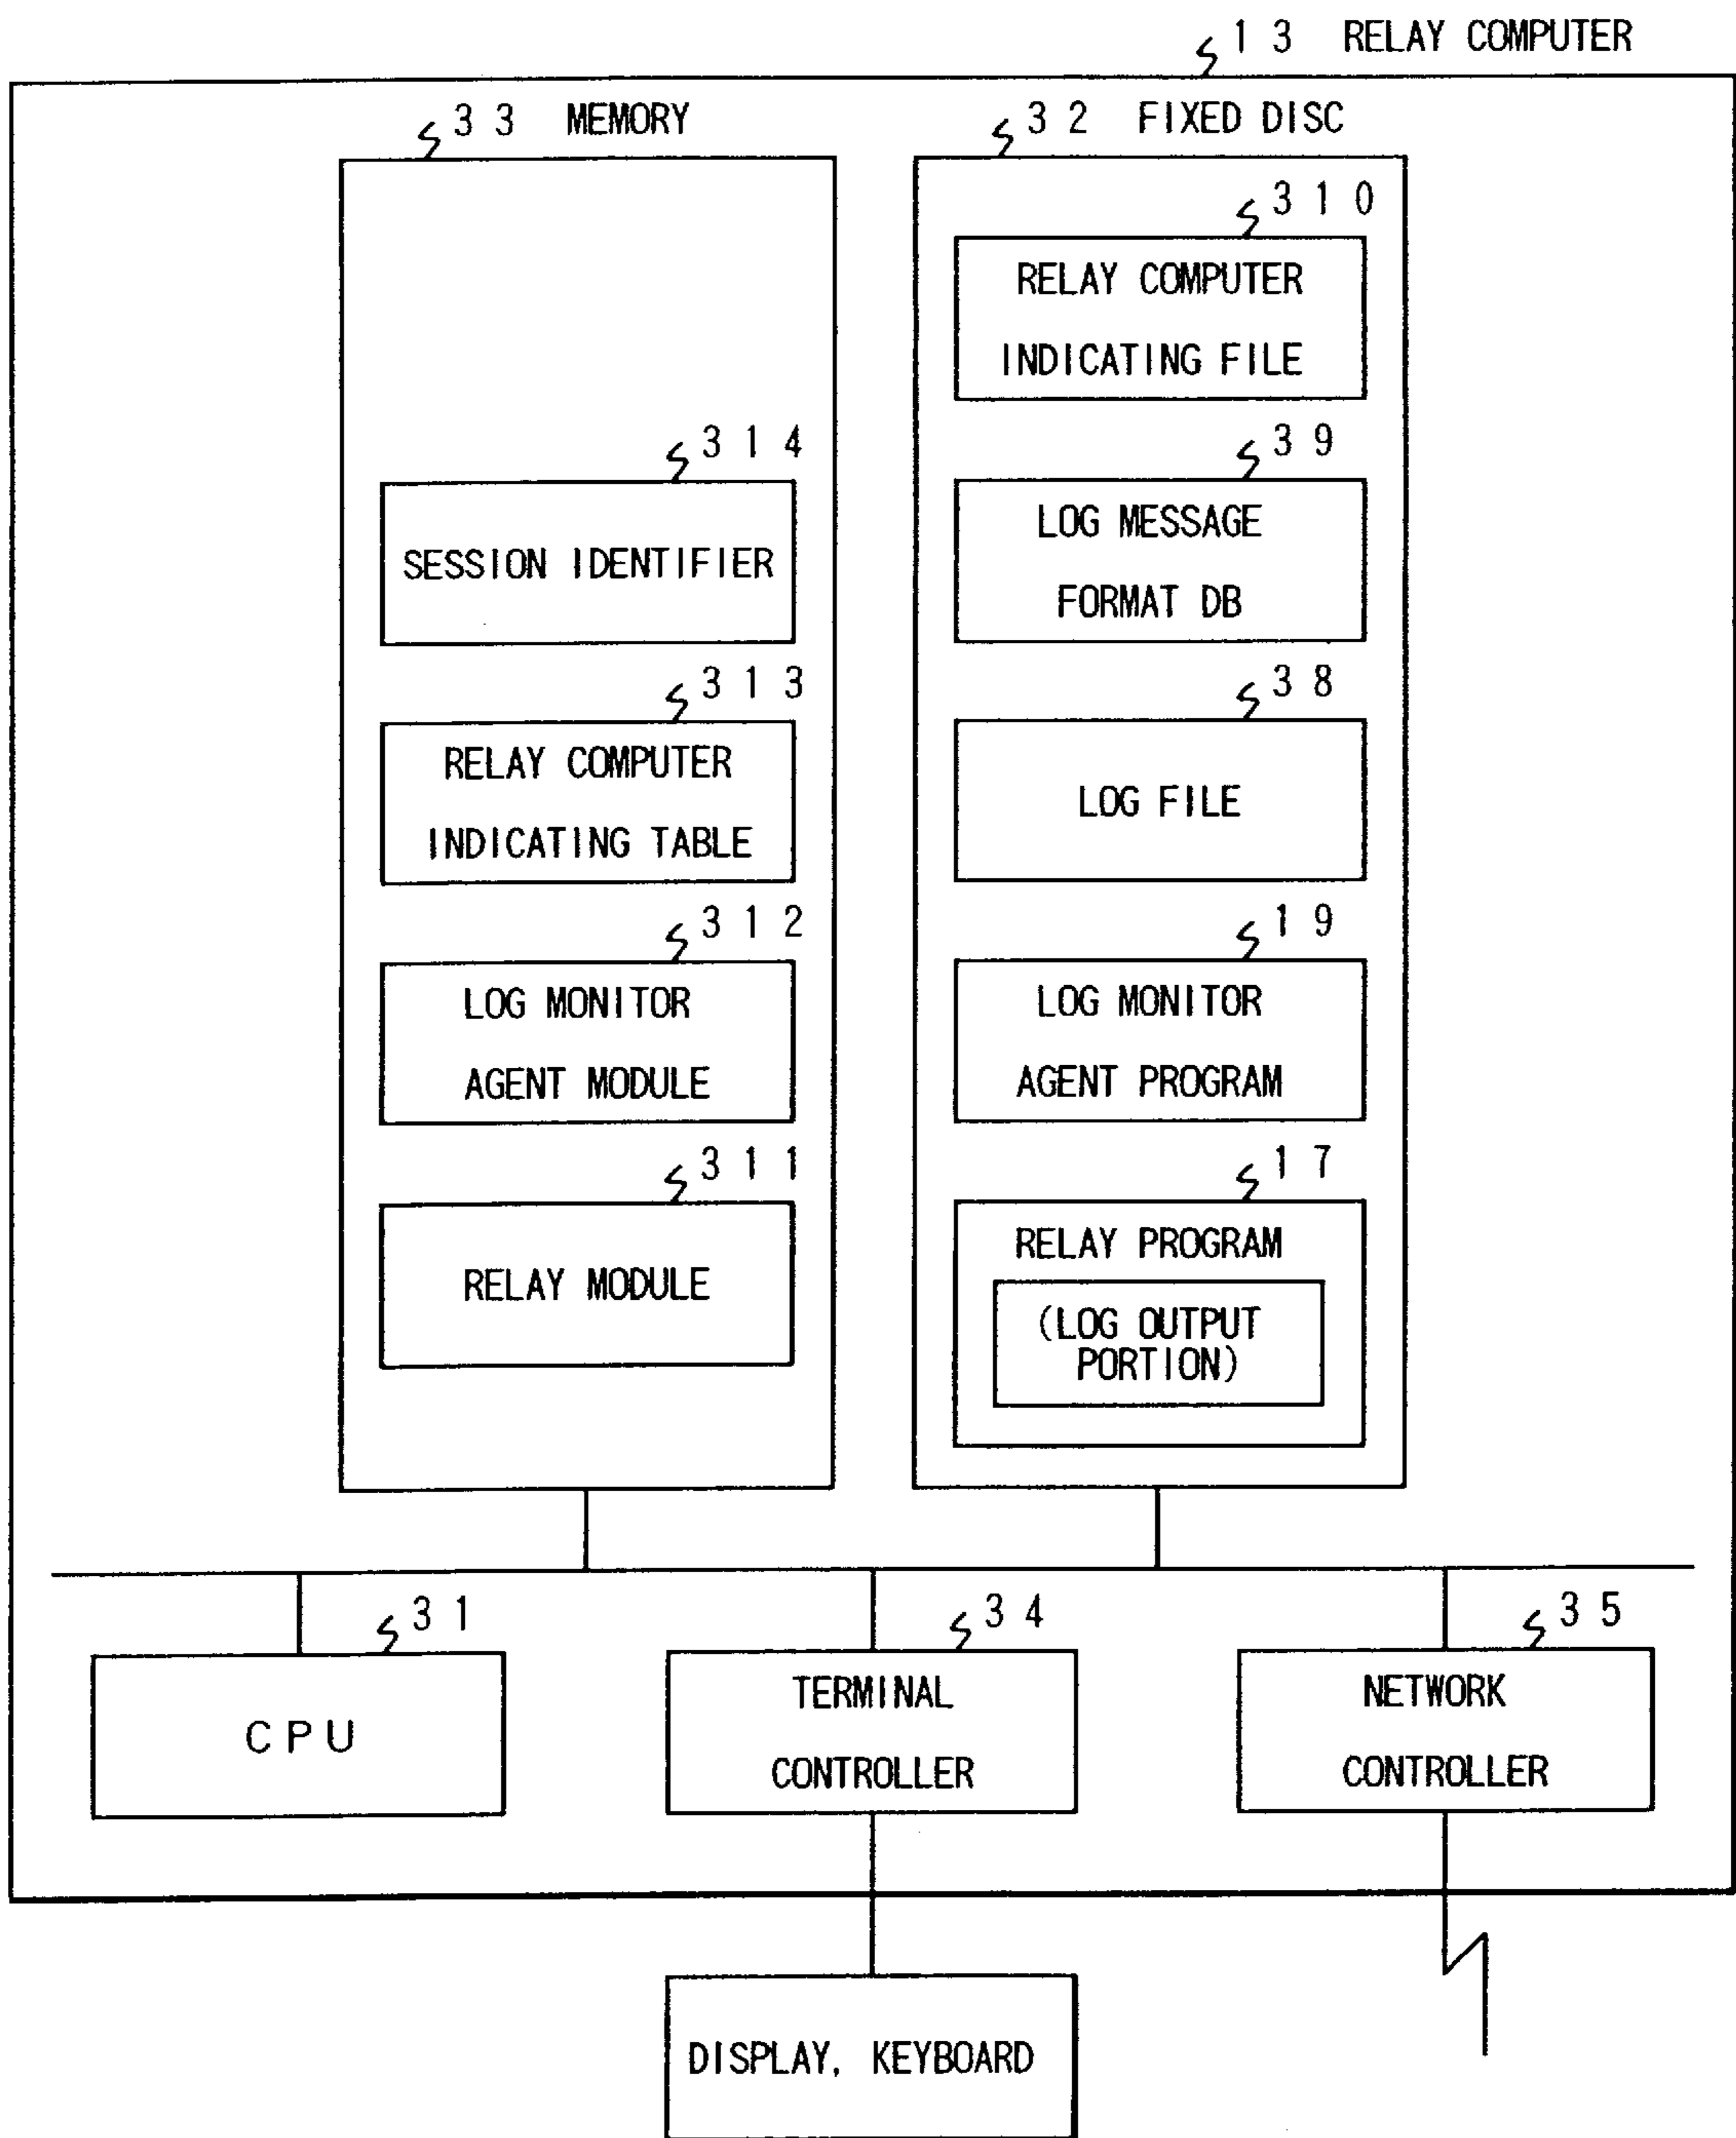 13 RELAY COMPUTER
33 MEMORY
314
SESSION IDENTIFIER
313
RELAY COMPUTER
INDICATING TABLE
312
LOG MONITOR
AGENT MODULE
311
RELAY MODULE
32 FIXED DISC
310
RELAY COMPUTER
INDICATING FILE
39
LOG MESSAGE
FORMAT DB
38
LOG FILE
19
LOG MONITOR
AGENT PROGRAM
17
RELAY PROGRAM
(LOG OUTPUT
PORTION)
31
CPU
34
TERMINAL
CONTROLLER
35
NETWORK
CONTROLLER
DISPLAY, KEYBOARD